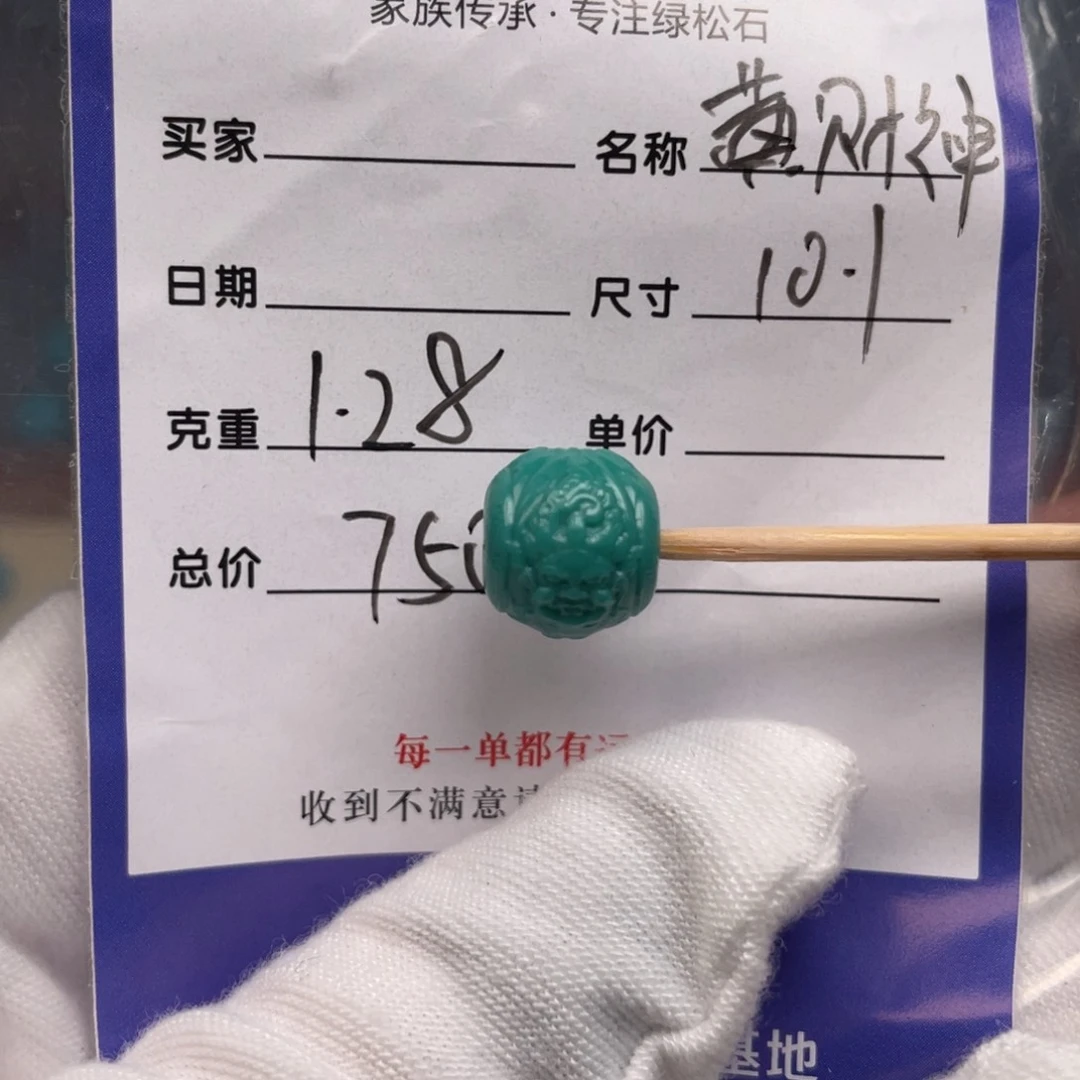 家族传承·专注绿松石
买家 名称 黄财神
日期 尺寸 10.1
克重 1.28 单价
总价 750
每一单都有
收到不满意
基地